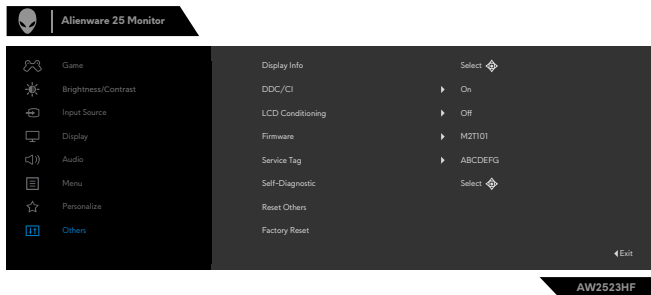 Alienware 25 Monitor
Game Display Info Select
Brightness/Contrast DDC/CI On
Input Source LCD Conditioning Off
Display Firmware M2T101
Audio Service Tag ABCDEFG
Menu Self-Diagnostic Select
Personalize Reset Others
Others Factory Reset
Exit
AW2523HF